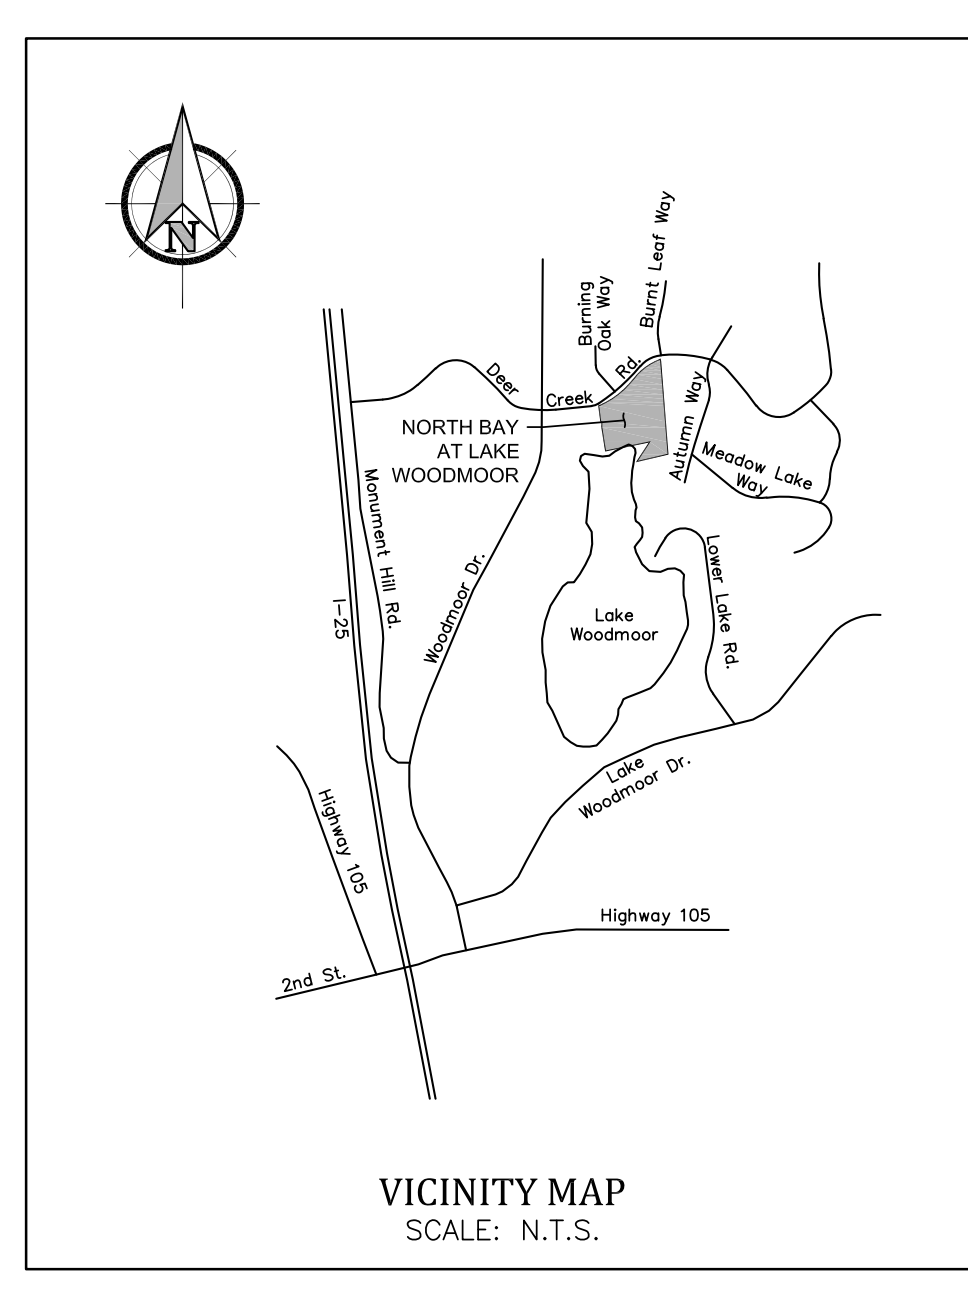 N
Burnt Leaf Way
Burning
Oak Way
Deer
Creek
Rd.
NORTH BAY
AT LAKE
WOODMOOR
Autumn Way
Meadow Lake
Way
Monument Hill Rd.
I-25
Woodmoor Dr.
Lower Lake Rd.
Lake
Woodmoor
Lake
Woodmoor Dr.
Highway 105
Highway 105
2nd St.
VICINITY MAP
SCALE: N.T.S.